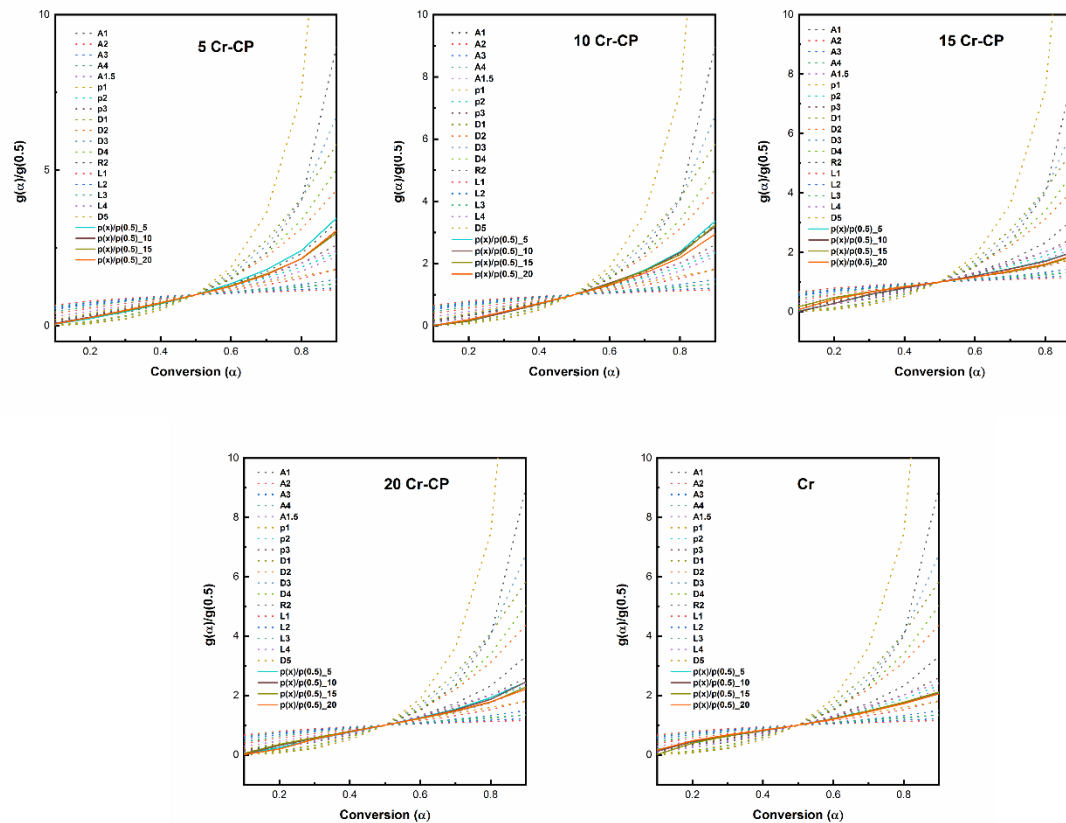 5 Cr-CP
10
5
0
g(α)/g(0.5)
A1
A2
A3
A4
A1.5
p1
p2
p3
D1
D2
D3
D4
R2
L1
L2
L3
L4
D5
p(x)/p(0.5)_5
p(x)/p(0.5)_10
p(x)/p(0.5)_15
p(x)/p(0.5)_20
0.2 0.4 0.6 0.8
Conversion (α)
10 Cr-CP
10
8
6
4
2
0
g(α)/g(0.5)
A1
A2
A3
A4
A1.5
p1
p2
p3
D1
D2
D3
D4
R2
L1
L2
L3
L4
D5
p(x)/p(0.5)_5
p(x)/p(0.5)_10
p(x)/p(0.5)_15
p(x)/p(0.5)_20
0.2 0.4 0.6 0.8
Conversion (α)
15 Cr-CP
10
8
6
4
2
0
g(α)/g(0.5)
A1
A2
A3
A4
A1.5
p1
p2
p3
D1
D2
D3
D4
R2
L1
L2
L3
L4
D5
p(x)/p(0.5)_5
p(x)/p(0.5)_10
p(x)/p(0.5)_15
p(x)/p(0.5)_20
0.2 0.4 0.6 0.8
Conversion (α)
20 Cr-CP
10
8
6
4
2
0
g(α)/g(0.5)
A1
A2
A3
A4
A1.5
p1
p2
p3
D1
D2
D3
D4
R2
L1
L2
L3
L4
D5
p(x)/p(0.5)_5
p(x)/p(0.5)_10
p(x)/p(0.5)_15
p(x)/p(0.5)_20
0.2 0.4 0.6 0.8
Conversion (α)
Cr
10
8
6
4
2
0
g(α)/g(0.5)
A1
A2
A3
A4
A1.5
p1
p2
p3
D1
D2
D3
D4
R2
L1
L2
L3
L4
D5
p(x)/p(0.5)_5
p(x)/p(0.5)_10
p(x)/p(0.5)_15
p(x)/p(0.5)_20
0.2 0.4 0.6 0.8
Conversion (α)